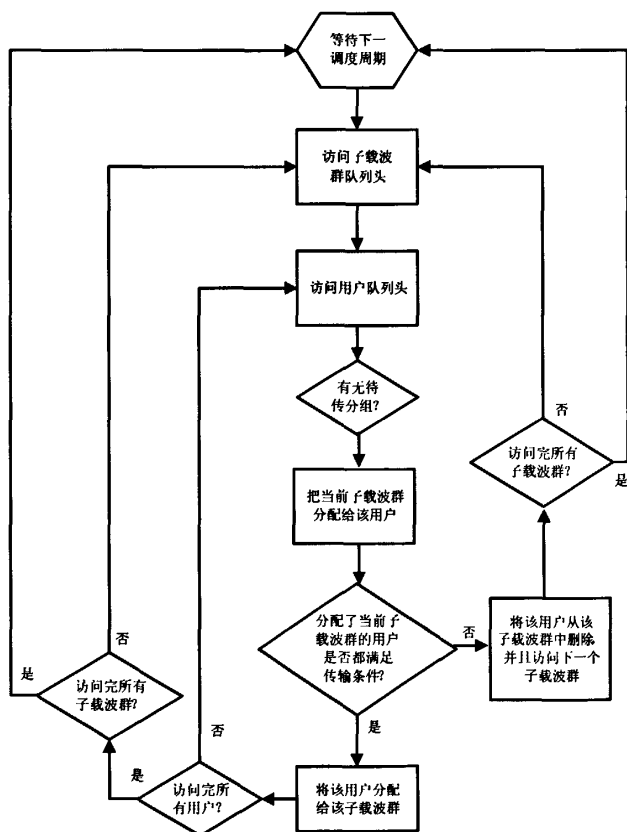 等待下一
调度周期
访问子载波
群队列头
访问用户队列头
有无待
传分组？
否
访问完所有
子载波群？
是
把当前子载波群
分配给该用户
分配了当前子
载波群的用户
是否都满足
传输条件？
否
将该用户从该
子载波群中删除，
并且访问下一个
子载波群
否
是
访问完所有
子载波群？
是
否
是
访问完所
有用户？
将该用户分配
给该子载波群